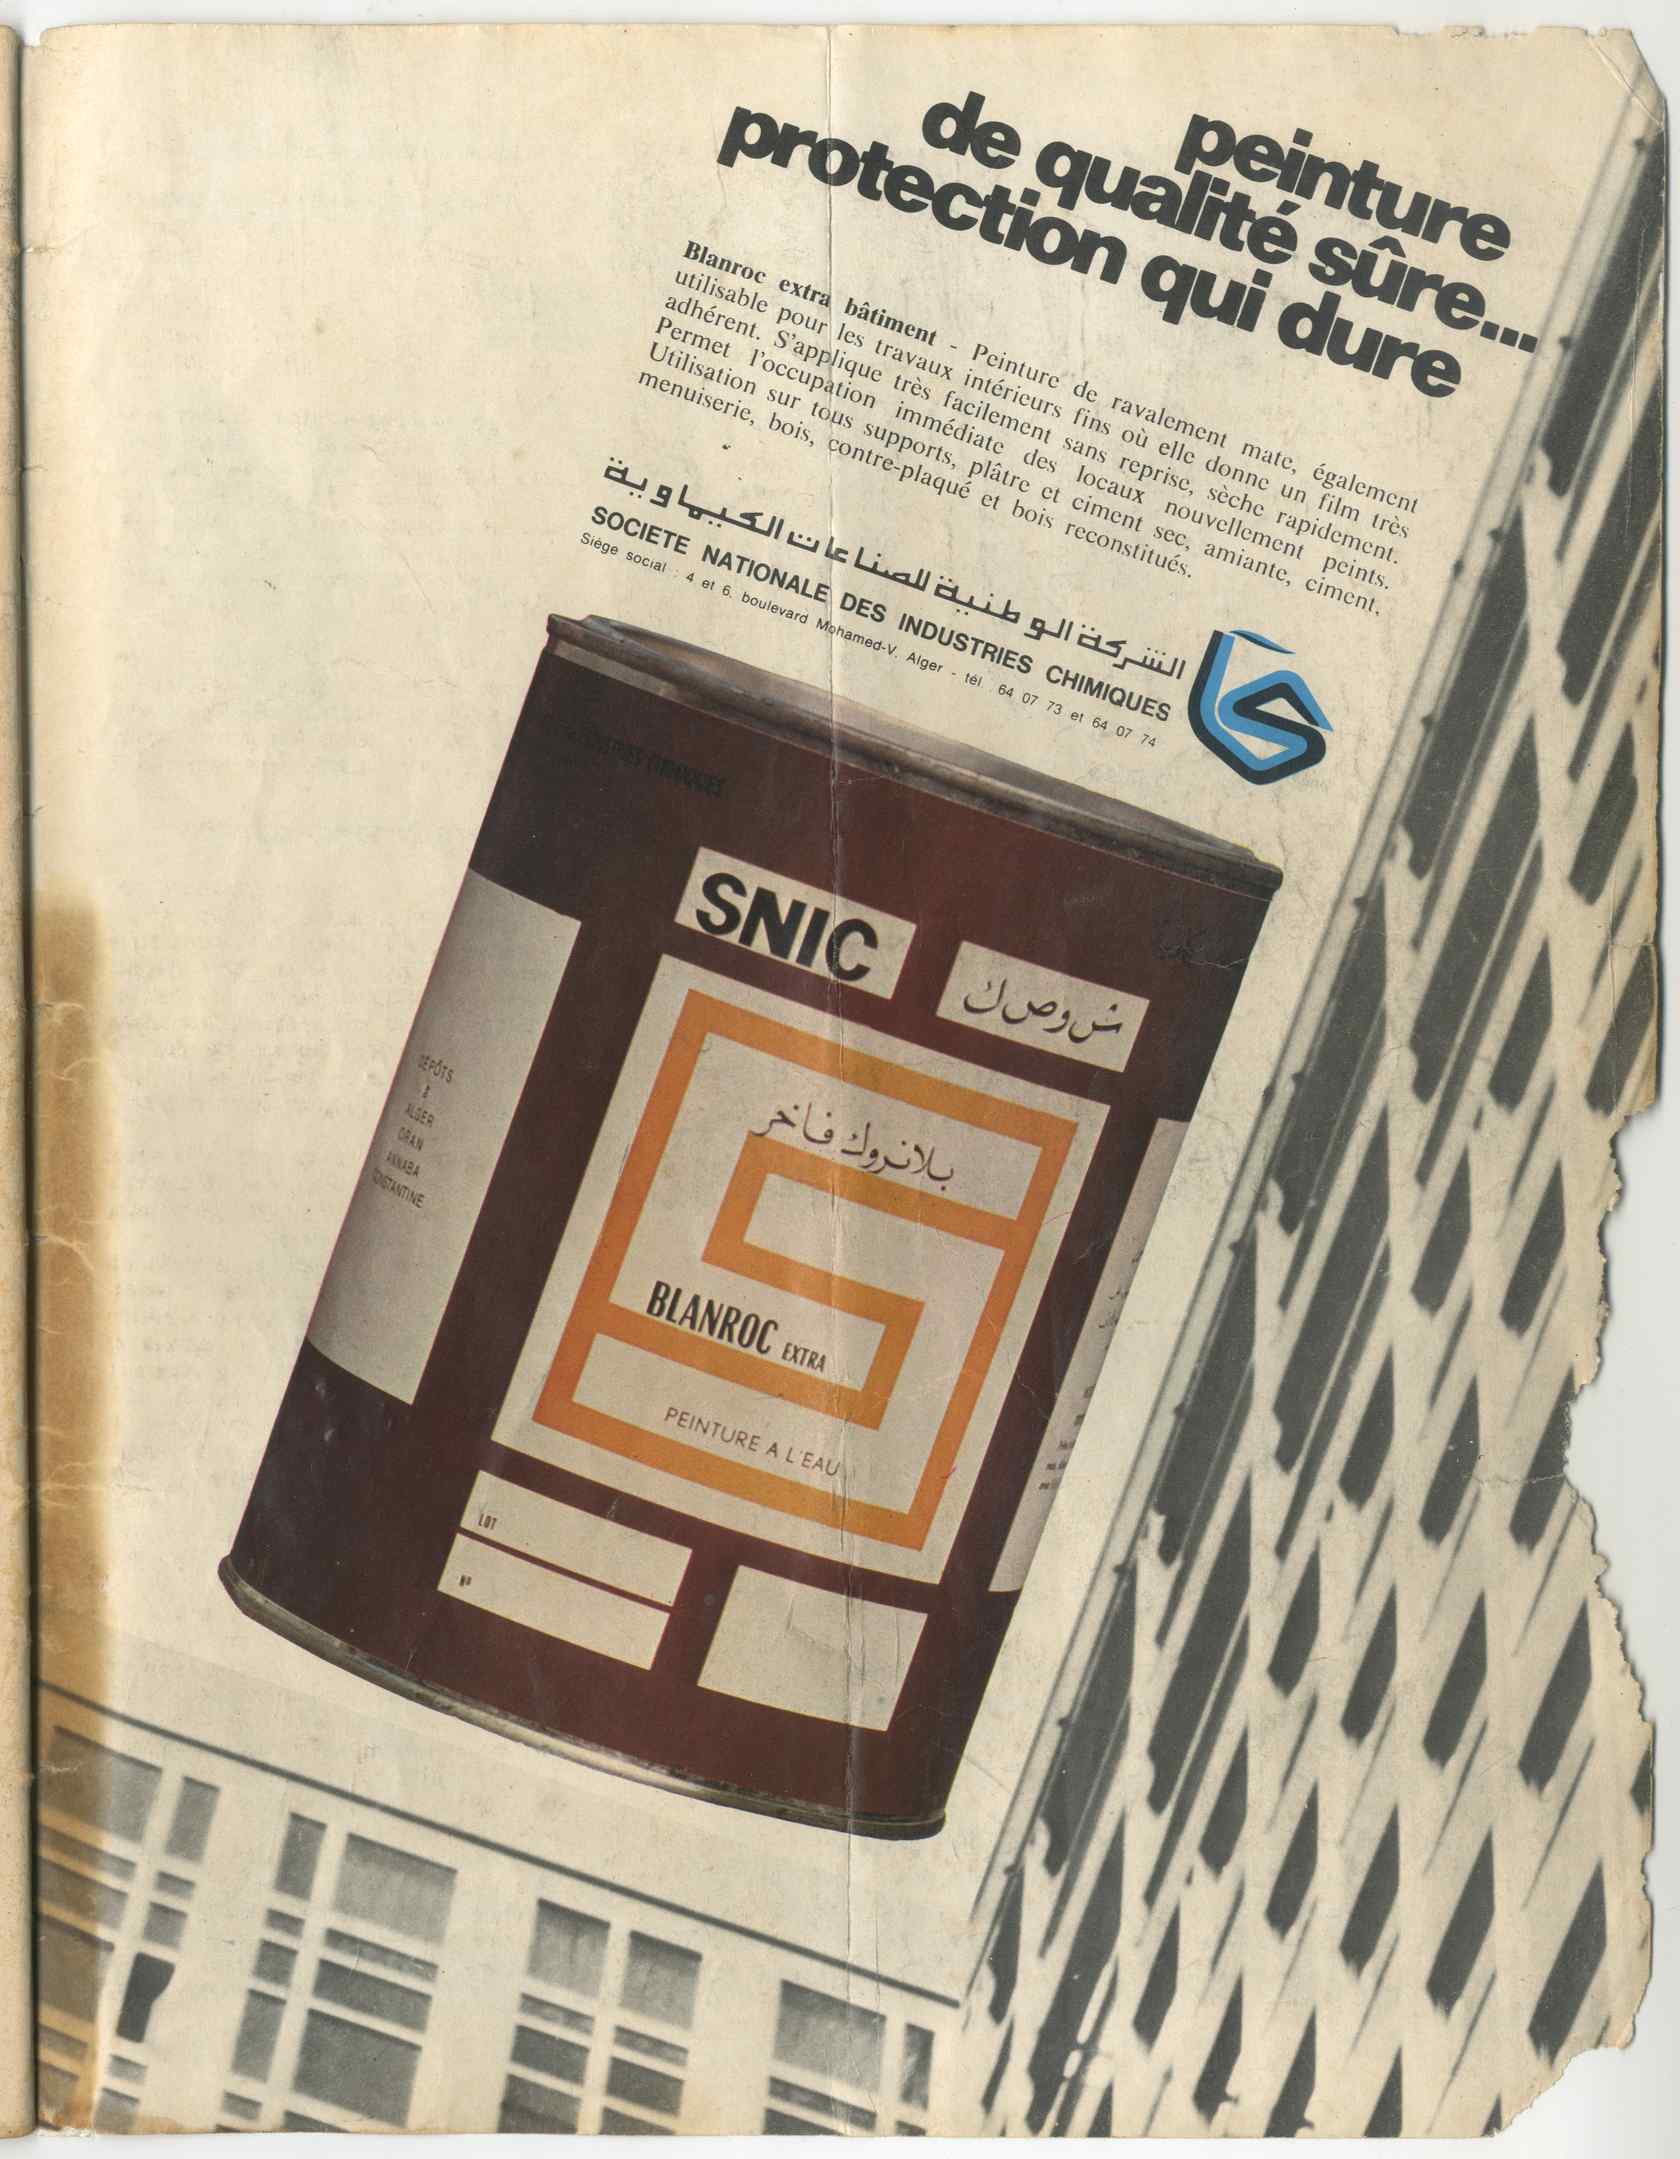 peinture
de qualité sûre...
protection qui dure
Blanroc extra bâtiment - Peinture de ravalement mate, également
utilisable pour les travaux intérieurs fins où elle donne un film très
adhérent. S'applique très facilement sans reprise, sèche rapidement.
Permet l'occupation immédiate des locaux nouvellement peints.
Utilisation sur tous supports, plâtre et ciment sec, amiante, ciment,
menuiserie, bois, contre-plaqué et bois reconstitués.
الشركة الوطنية للصناعات الكيماوية
SOCIETE NATIONALE DES INDUSTRIES CHIMIQUES
Siège social : 4 et 6, boulevard Mohamed-V. Alger - tél : 64 07 73 et 64 07 74
INDUSTRIES CHIMIQUES
SNIC
ش وص ك
بلانروك فاخر
BLANROC EXTRA
PEINTURE A L'EAU
LOT
N°
DÉPÔTS
ALGER
ORAN
ANNABA
CONSTANTINE